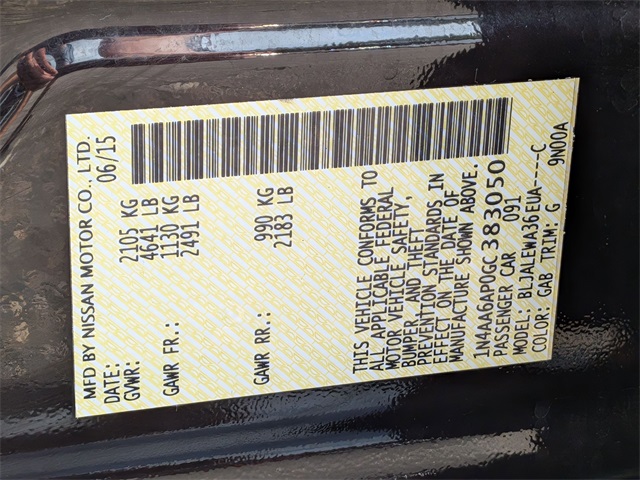 MFD BY NISSAN MOTOR CO., LTD.
DATE: 06/15
GVWR: 2105 KG
4641 LB
GAWR FR.: 1130 KG
2491 LB
GAWR RR.: 990 KG
2183 LB
THIS VEHICLE CONFORMS TO
ALL APPLICABLE FEDERAL
MOTOR VEHICLE SAFETY,
BUMPER, AND THEFT
PREVENTION STANDARDS IN
EFFECT ON THE DATE OF
MANUFACTURE SHOWN ABOVE.
1N4AA6AP0GC383050
PASSENGER CAR 091
MODEL: BLJALEWA36EUA----C
COLOR: GAB TRIM: G 9N00A